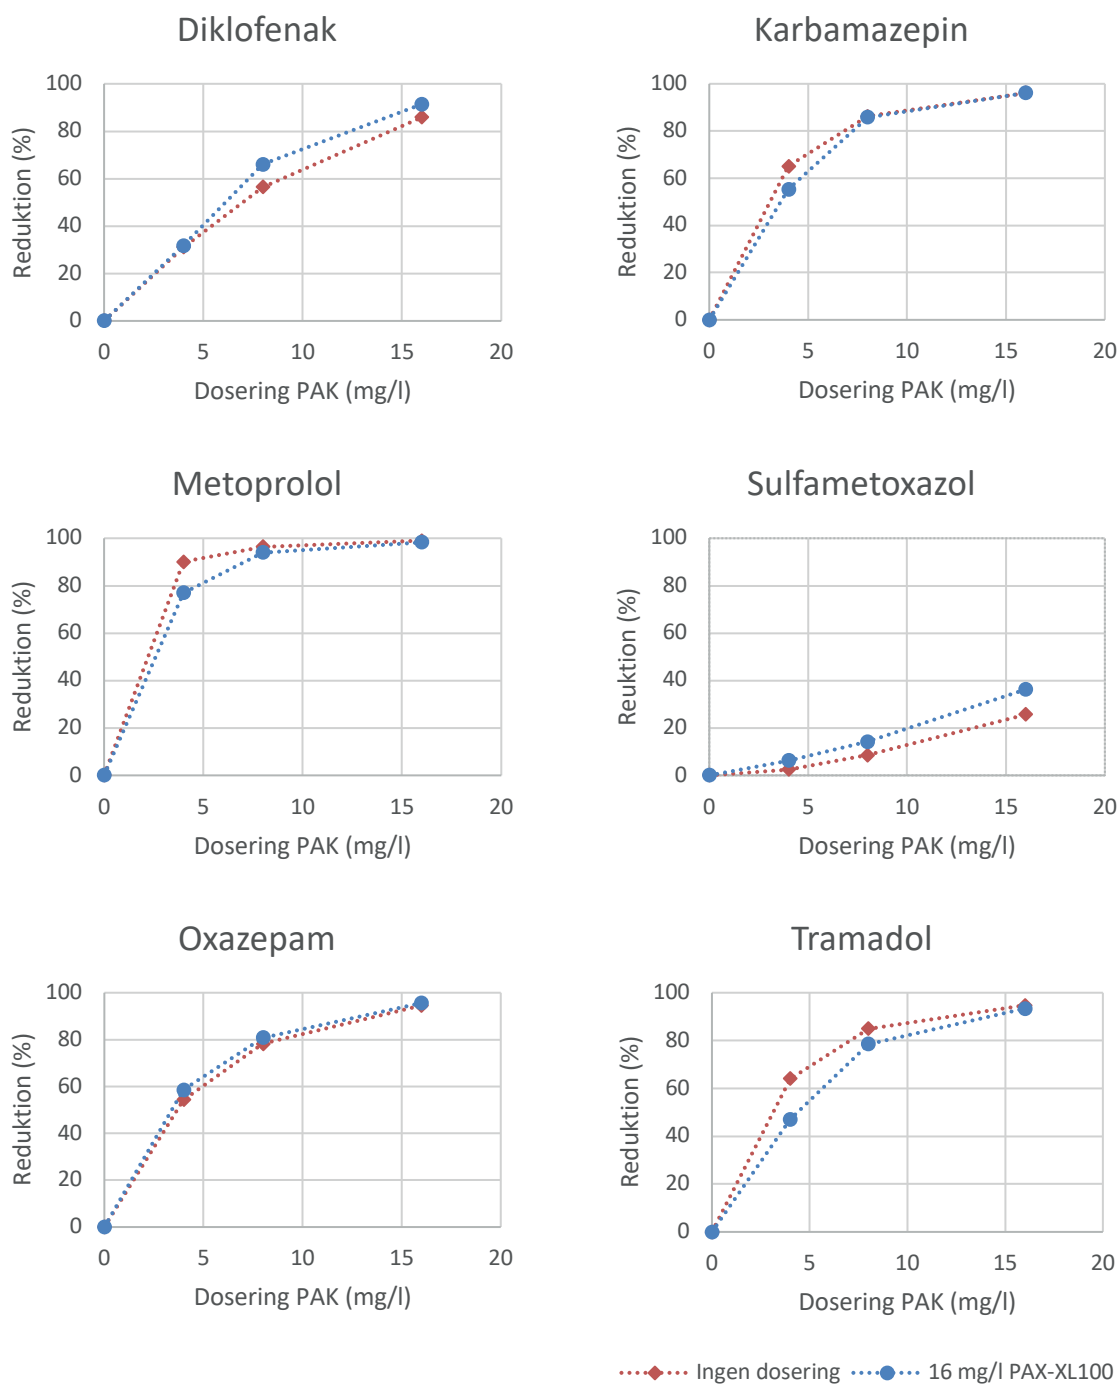 Diklofenak
Reduktion (%)
100
80
60
40
20
0
0 5 10 15 20
Dosering PAK (mg/l)
Karbamazepin
Reduktion (%)
100
80
60
40
20
0
0 5 10 15 20
Dosering PAK (mg/l)
Metoprolol
Reduktion (%)
100
80
60
40
20
0
0 5 10 15 20
Dosering PAK (mg/l)
Sulfametoxazol
Reuktion (%)
100
80
60
40
20
0
0 5 10 15 20
Dosering PAK (mg/l)
Oxazepam
Reduktion (%)
100
80
60
40
20
0
0 5 10 15 20
Dosering PAK (mg/l)
Tramadol
Reduktion (%)
100
80
60
40
20
0
0 5 10 15 20
Dosering PAK (mg/l)
Ingen dosering 16 mg/l PAX-XL100